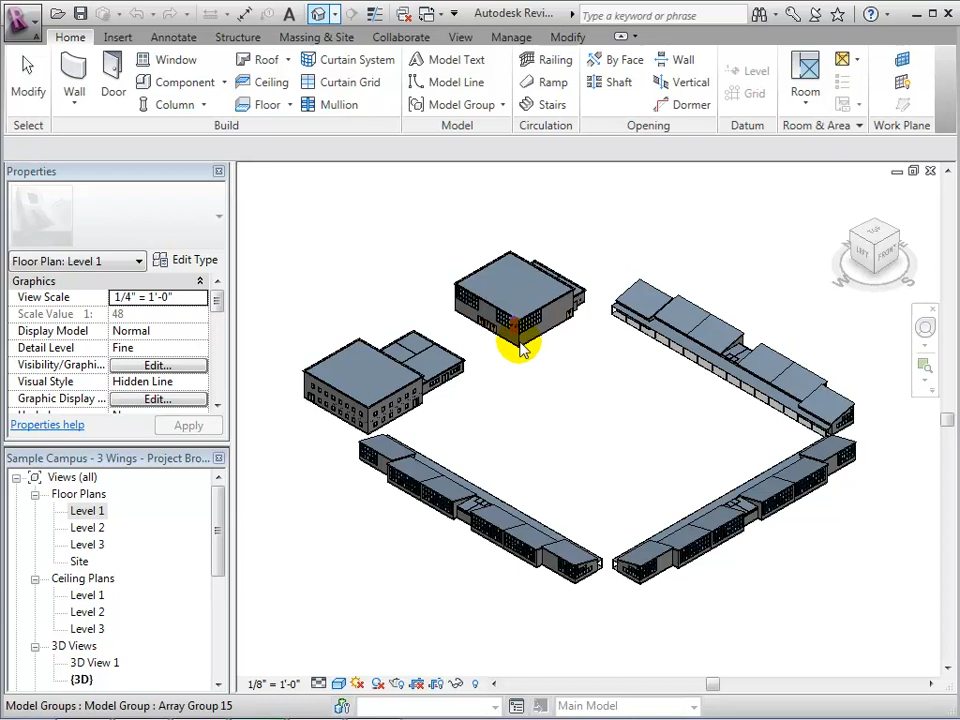 Autodesk Revi...
Type a keyword or phrase
Home Insert Annotate Structure Massing & Site Collaborate View Manage Modify
Modify Wall Door Window Component Column Roof Ceiling Floor Curtain System Curtain Grid Mullion
Model Text Model Line Model Group Railing Ramp Stairs By Face Shaft Wall Vertical Dormer Level Grid Room
Select Build Model Circulation Opening Datum Room & Area Work Plane
Properties
Floor Plan: Level 1 Edit Type
Graphics
View Scale 1/4" = 1'-0"
Scale Value 1: 48
Display Model Normal
Detail Level Fine
Visibility/Graphi... Edit...
Visual Style Hidden Line
Graphic Display ... Edit...
Properties help Apply
Sample Campus - 3 Wings - Project Bro...
Views (all)
Floor Plans
Level 1
Level 2
Level 3
Site
Ceiling Plans
Level 1
Level 2
Level 3
3D Views
3D View 1
{3D}
TOP
LEFT FRONT
W S
1/8" = 1'-0"
Model Groups : Model Group : Array Group 15 Main Model